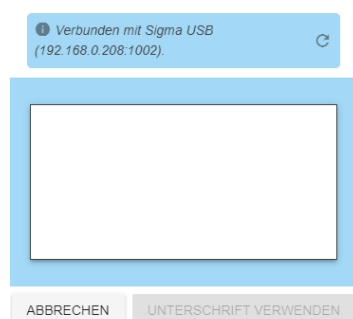 Verbunden mit Sigma USB
(192.168.0.208:1002).
ABBRECHEN
UNTERSCHRIFT VERWENDEN